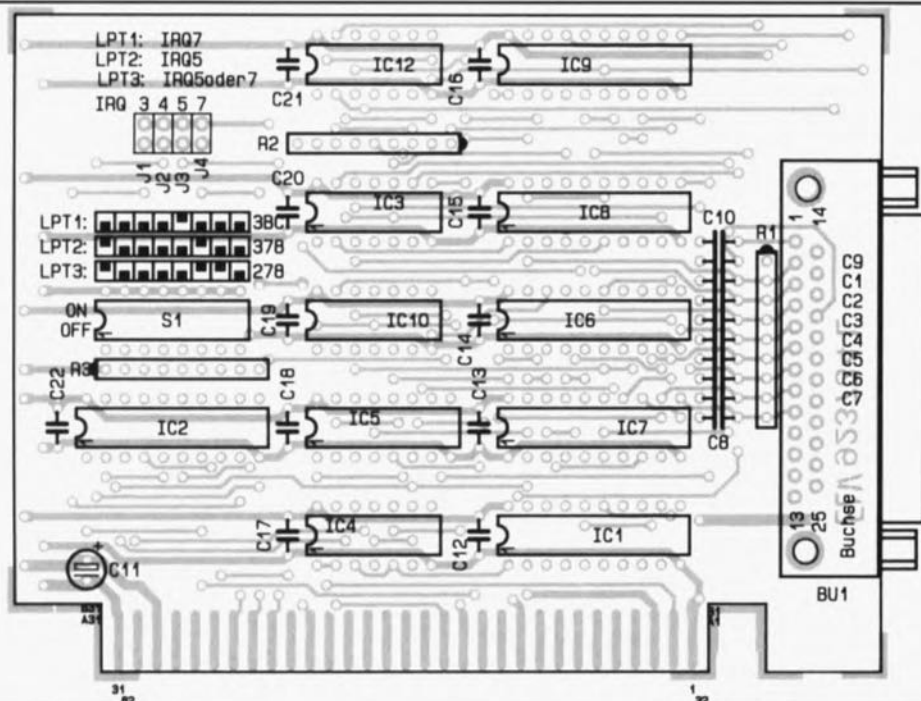 LPT1: IRQ7
LPT2: IRQ5
LPT3: IRQ5oder7
IRQ 3 4 5 7
J1 J2 J3 J4
C21
IC12
C16
IC9
R2
C20
IC3
C15
IC8
C10
R1
1
14
LPT1: 3BC
LPT2: 378
LPT3: 278
ON
OFF
S1
C19
IC10
C14
IC6
C9
C1
C2
C3
C4
C5
C6
C7
R3
C22
IC2
C18
IC5
C13
IC7
C8
C17
IC4
C12
IC1
13
25
Buchse
C11
+
BU1
A31
31
1